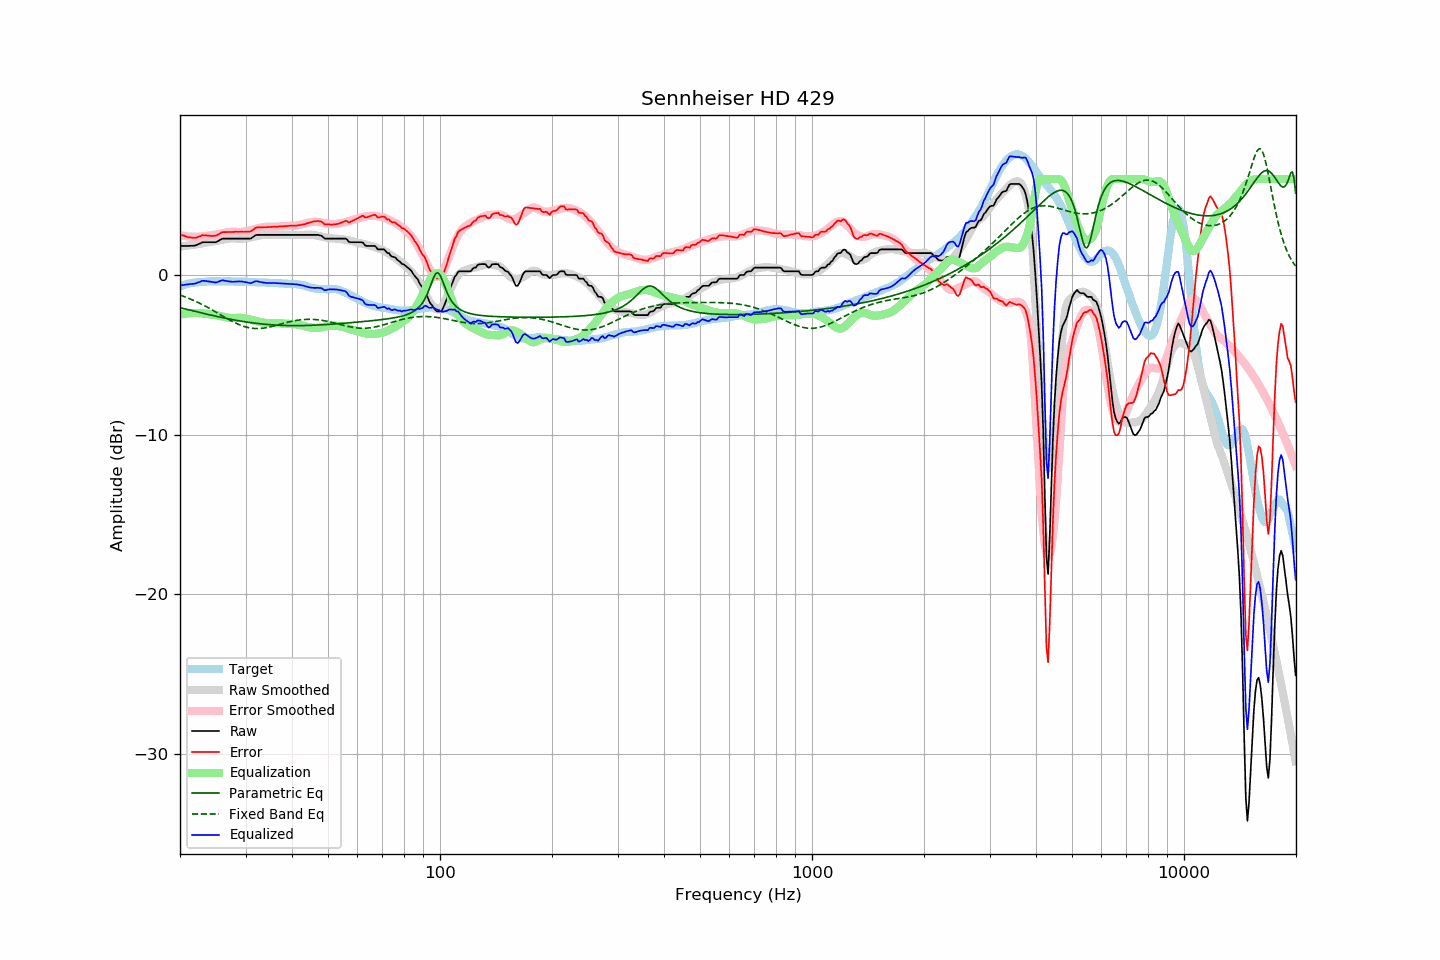 Sennheiser HD 429
Amplitude (dBr)
0
−10
−20
−30
Target
Raw Smoothed
Error Smoothed
Raw
Error
Equalization
Parametric Eq
Fixed Band Eq
Equalized
100
1000
10000
Frequency (Hz)